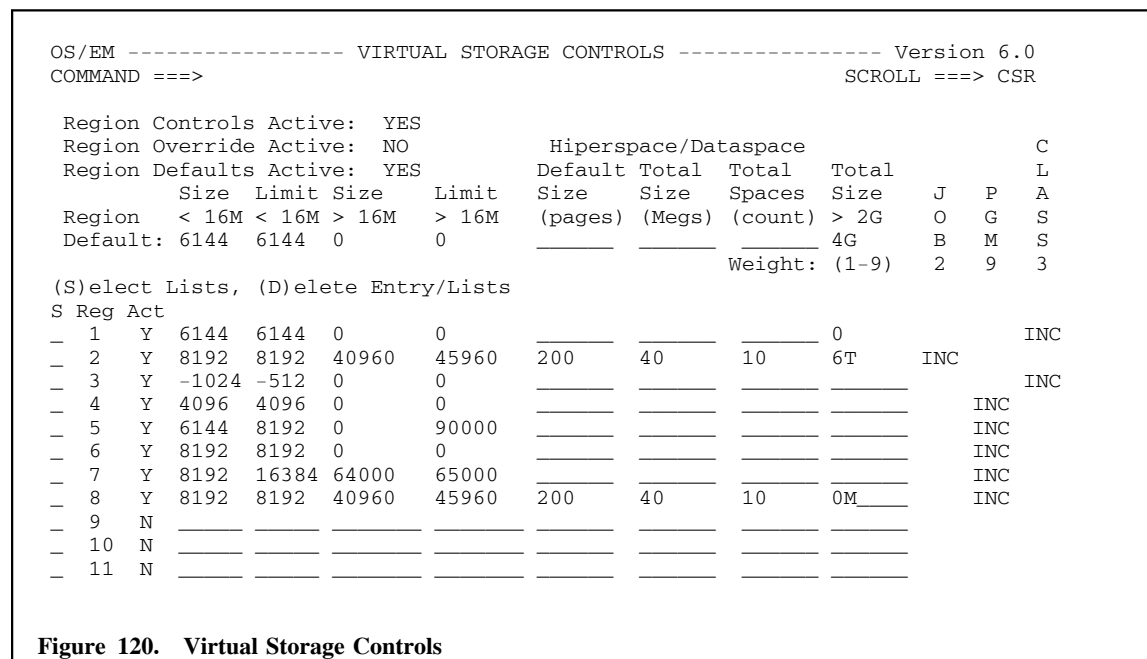 OS/EM ----------------- VIRTUAL STORAGE CONTROLS ---------------- Version 6.0
COMMAND ===>                                                  SCROLL ===> CSR

 Region Controls Active:  YES
 Region Override Active:  NO           Hiperspace/Dataspace                  C
 Region Defaults Active:  YES         Default Total   Total   Total          L
          Size  Limit Size    Limit   Size    Size    Spaces  Size   J   P   A
 Region   < 16M < 16M > 16M   > 16M   (pages) (Megs)  (count) > 2G   O   G   S
 Default: 6144  6144  0       0       ______  ______  ______ 4G      B   M   S
                                                     Weight: (1-9)   2   9   3
(S)elect Lists, (D)elete Entry/Lists
S Reg Act
_  1   Y  6144  6144  0       0       ______  ______  ______ 0              INC
_  2   Y  8192  8192  40960   45960   200     40      10      6T     INC
_  3   Y  -1024 -512  0       0       ______  ______  ______ ______         INC
_  4   Y  4096  4096  0       0       ______  ______  ______ ______     INC
_  5   Y  6144  8192  0       90000   ______  ______  ______ ______     INC
_  6   Y  8192  8192  0       0       ______  ______  ______ ______     INC
_  7   Y  8192  16384 64000   65000   ______  ______  ______ ______     INC
_  8   Y  8192  8192  40960   45960   200     40      10      0M____     INC
_  9   N  _____ _____ _______ _______ ______  ______  ______ ______
_  10  N  _____ _____ _______ _______ ______  ______  ______ ______
_  11  N  _____ _____ _______ _______ ______  ______  ______ ______
Figure 120. Virtual Storage Controls